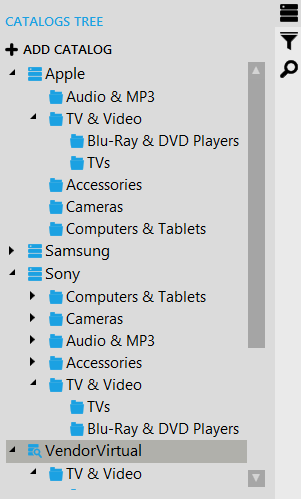 CATALOGS TREE
ADD CATALOG
Apple
Audio & MP3
TV & Video
Blu-Ray & DVD Players
TVs
Accessories
Cameras
Computers & Tablets
Samsung
Sony
Computers & Tablets
Cameras
Audio & MP3
Accessories
TV & Video
TVs
Blu-Ray & DVD Players
VendorVirtual
TV & Video